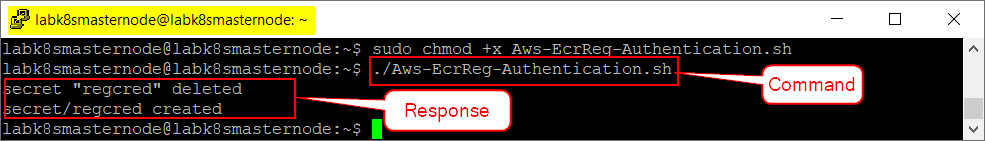 labk8smasternode@labk8smasternode: ~
labk8smasternode@labk8smasternode:~$ sudo chmod +x Aws-EcrReg-Authentication.sh
labk8smasternode@labk8smasternode:~$ ./Aws-EcrReg-Authentication.sh
Command
secret "regcred" deleted
secret/regcred created
Response
labk8smasternode@labk8smasternode:~$